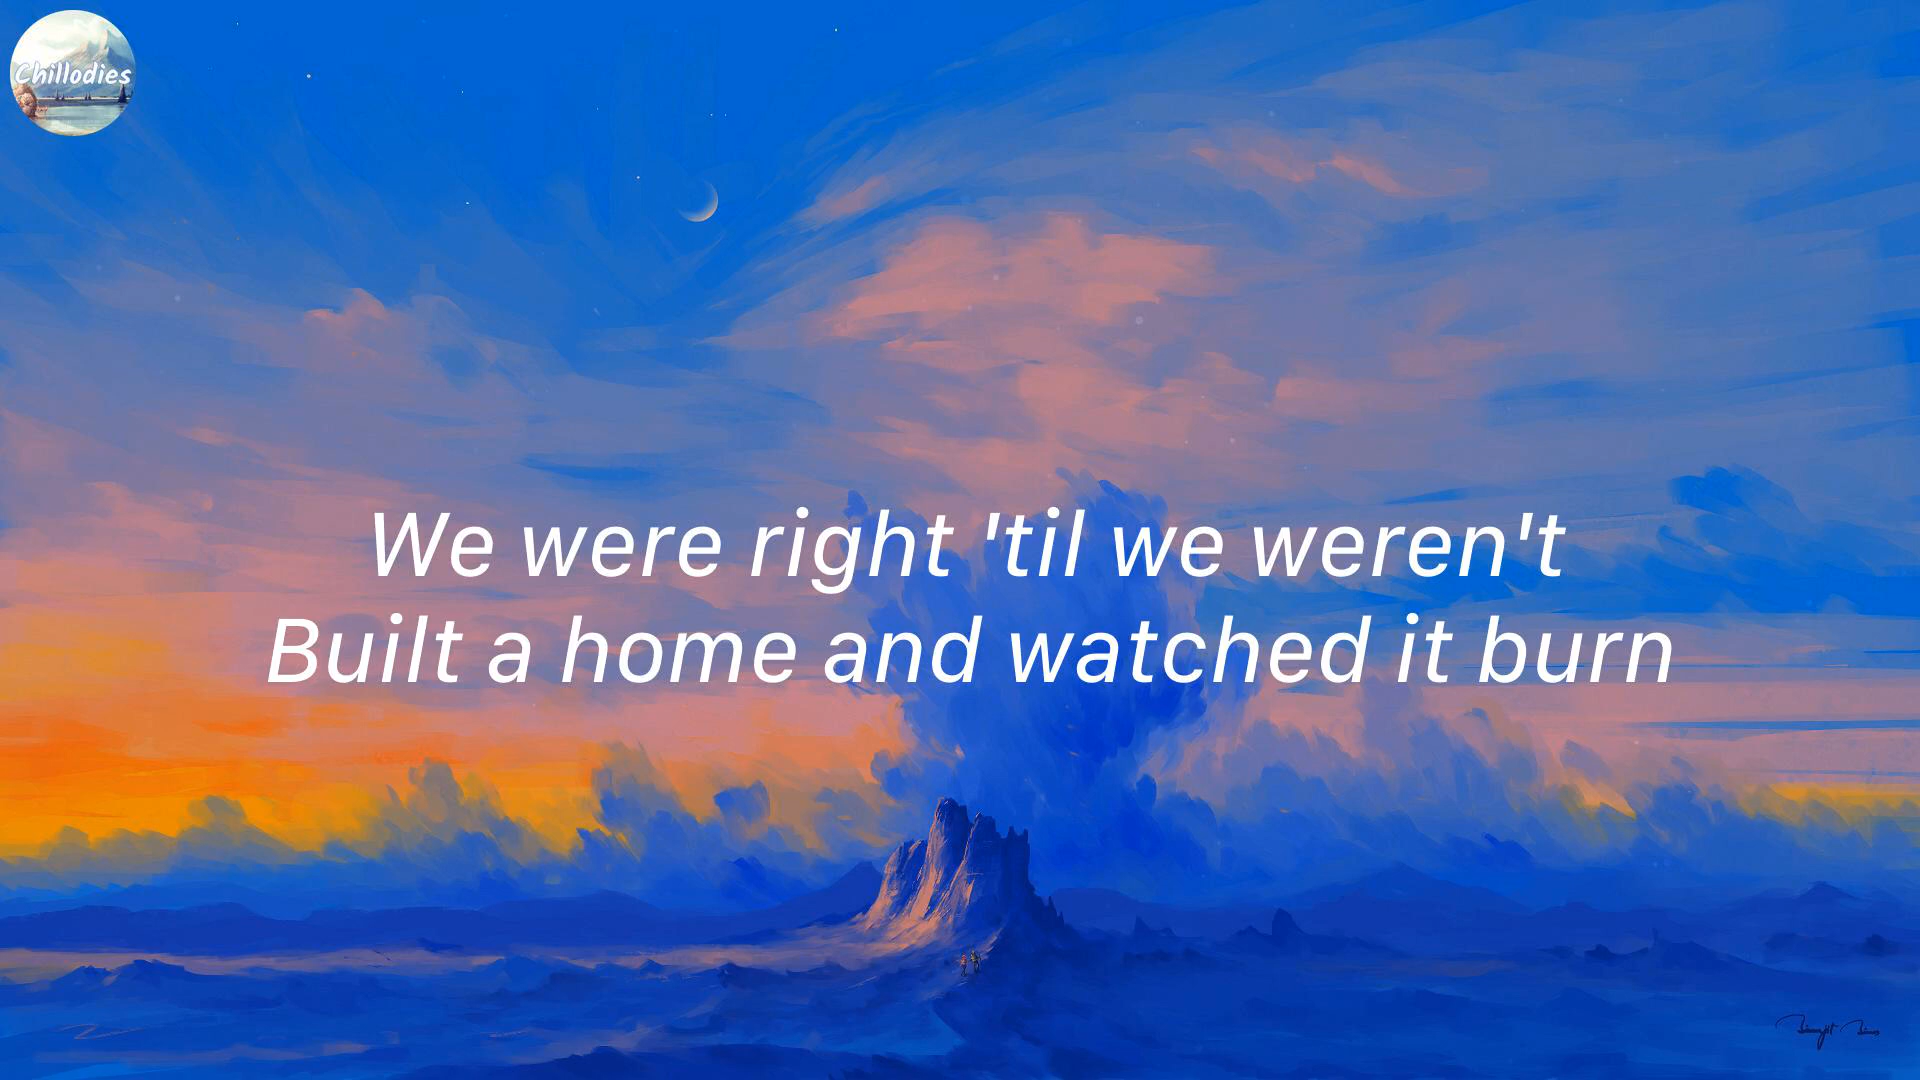 Chillodies
We were right 'til we weren't
Built a home and watched it burn